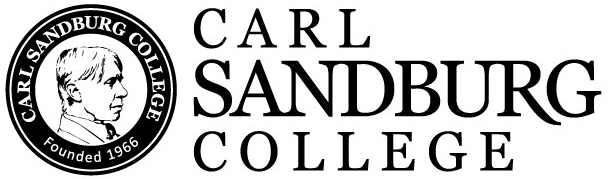 CARL SANDBURG COLLEGE
Founded 1966
CARL
SANDBURG
COLLEGE